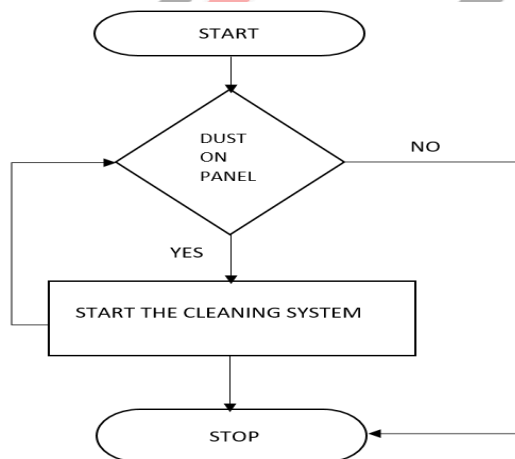 START
DUST
ON
PANEL
NO
YES
START THE CLEANING SYSTEM
STOP